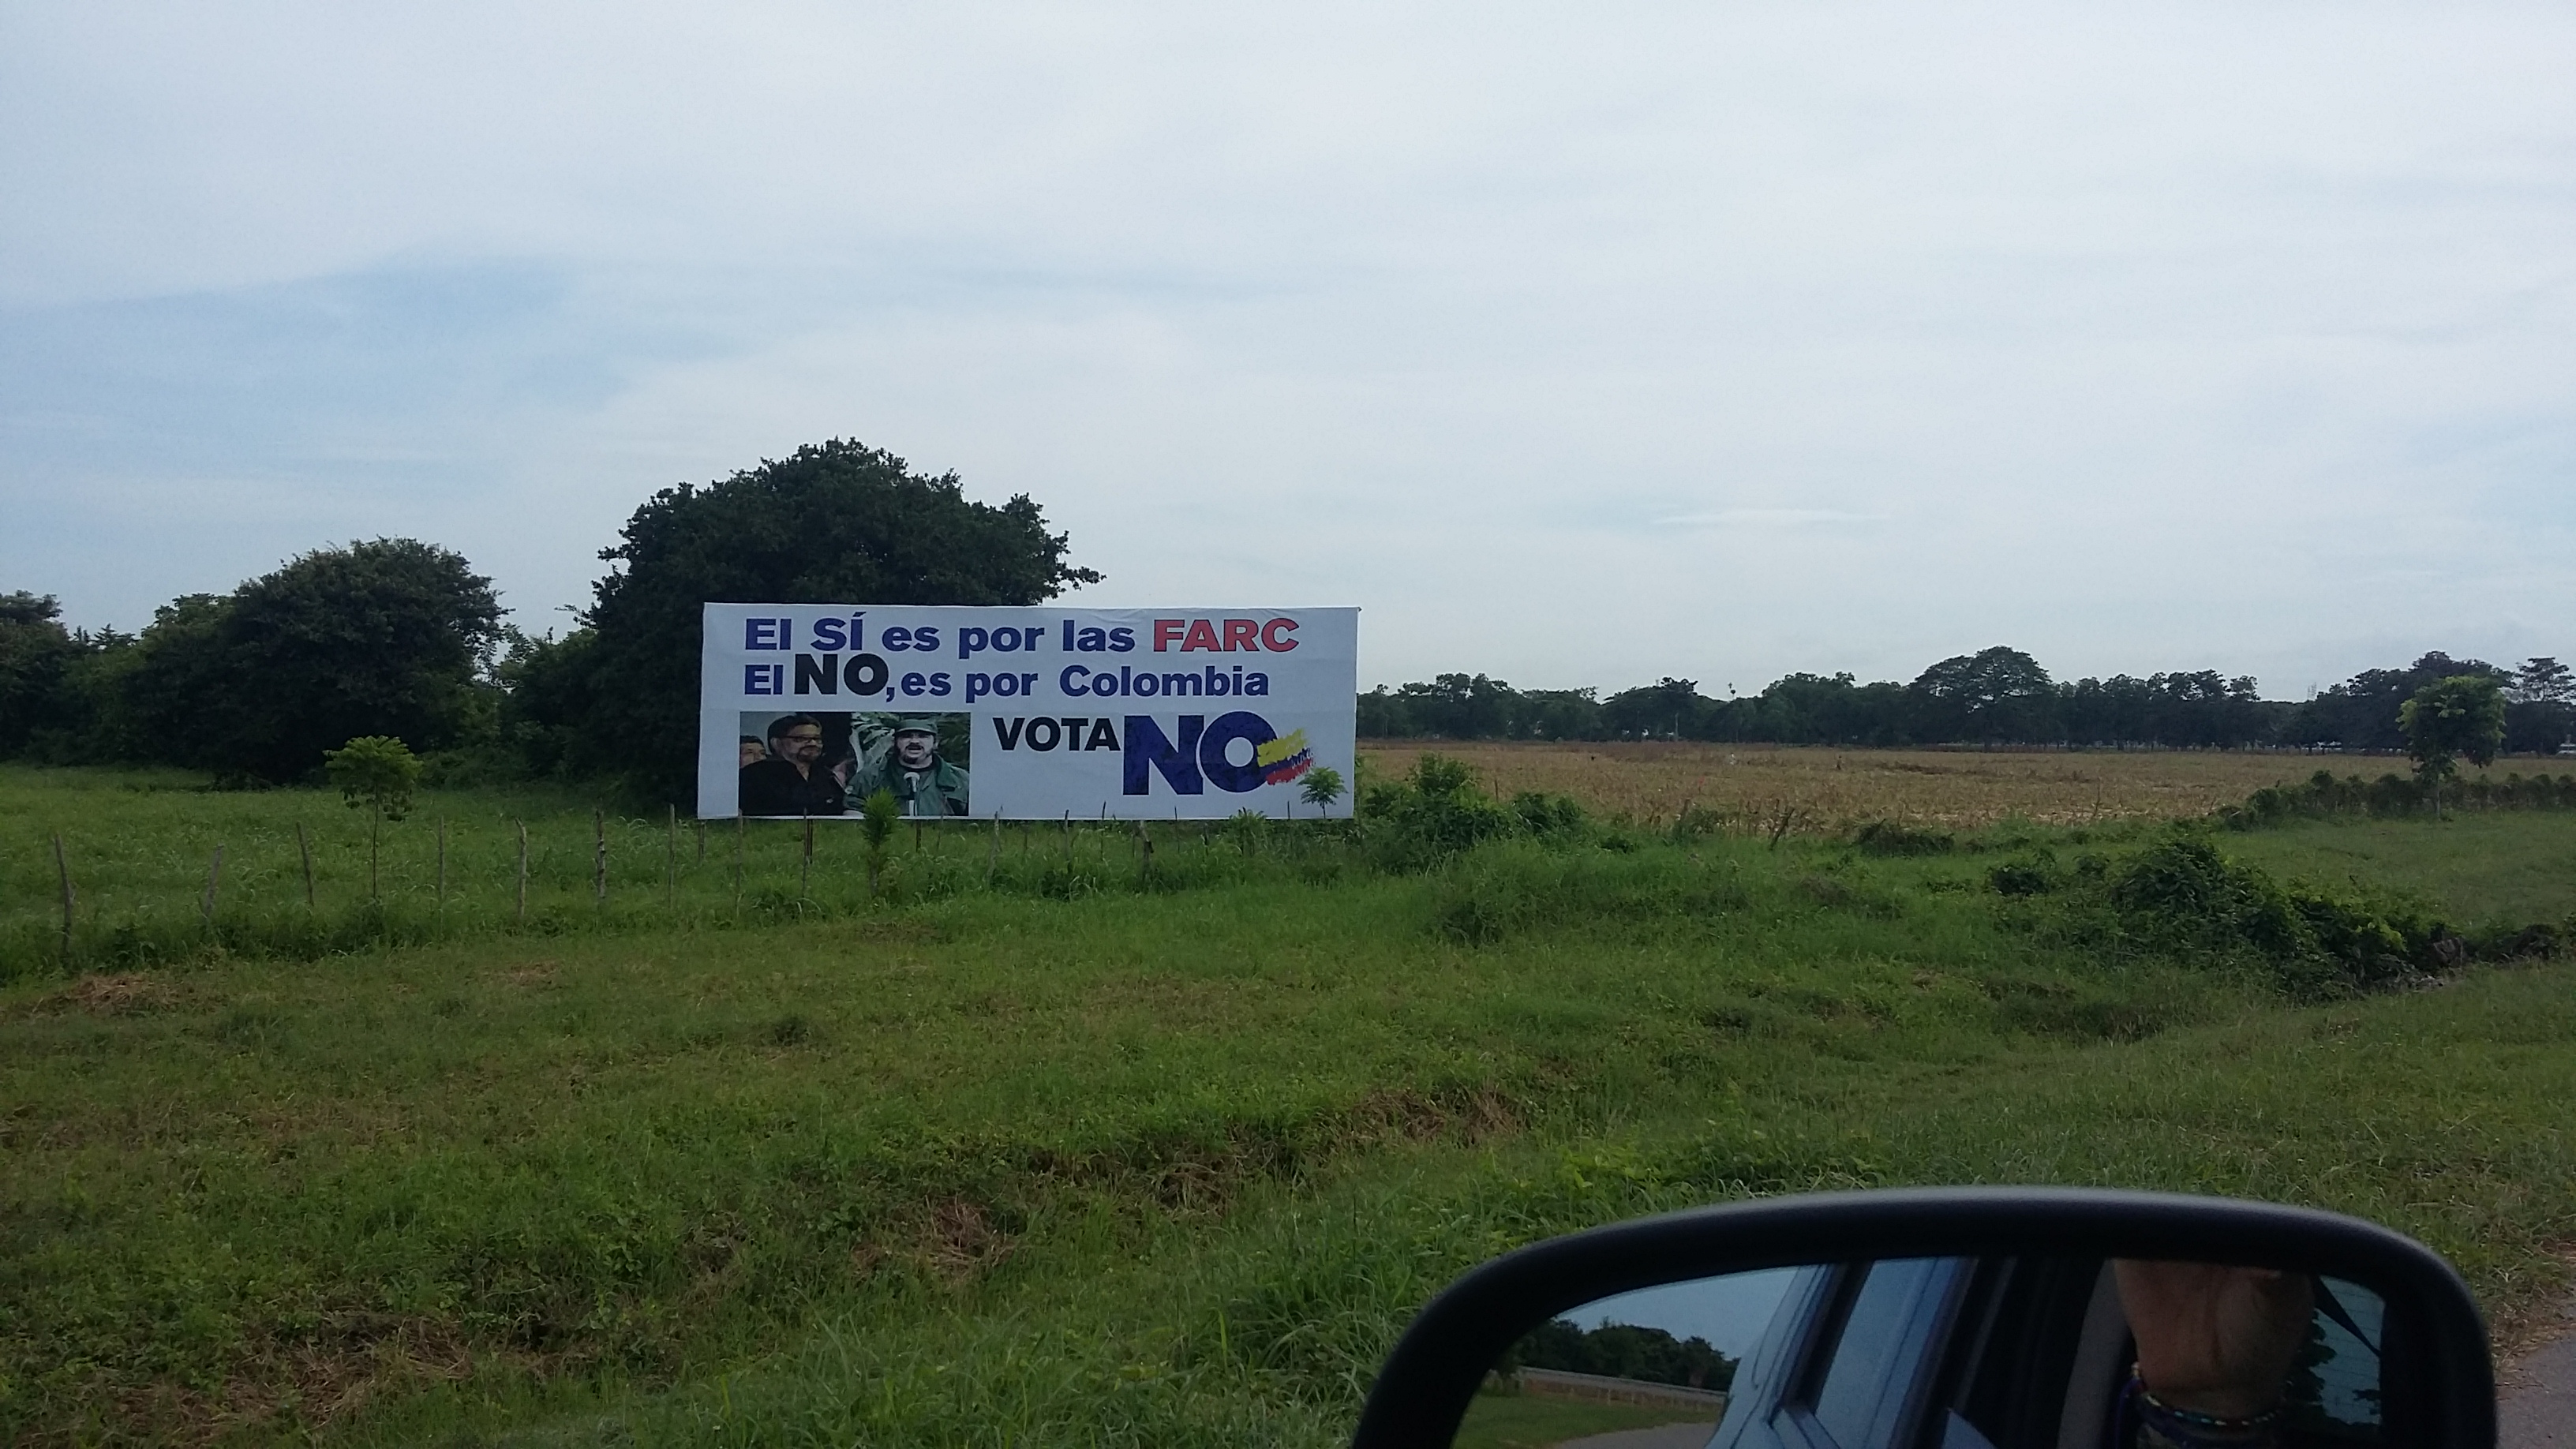 El SÍ es por las FARC
El NO, es por Colombia
VOTA NO